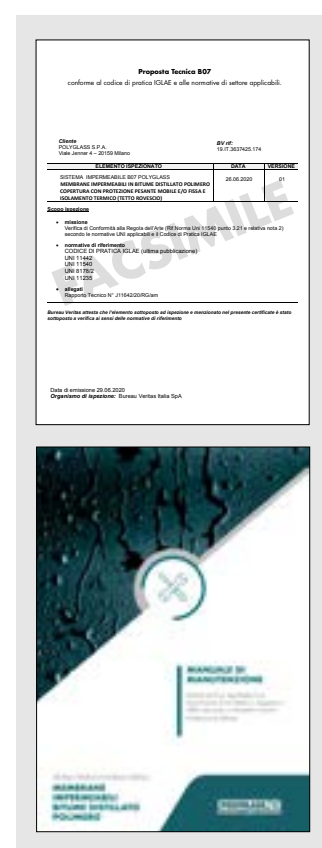 Proposta Tecnica B07
conforme al codice di pratica IGLAE e alle normative di settore applicabili.
Cliente
POLYGLASS S.P.A.
Viale Jenner 4 – 20159 Milano
BV rif:
19.IT.3637425.174
ELEMENTO ISPEZIONATO DATA VERSIONE
SISTEMA IMPERMEABILE B07 POLYGLASS 26.06.2020 01
MEMBRANE IMPERMEABILI IN BITUME DISTILLATO POLIMERO
COPERTURA CON PROTEZIONE PESANTE MOBILE E/O FISSA E
ISOLAMENTO TERMICO (TETTO ROVESCIO)
Scopo ispezione
• missione
Verifica di Conformità alla Regola dell'Arte (Rif Norma Uni 11540 punto 3.21 e relativa nota 2)
secondo le normative UNI applicabili e il Codice di Pratica IGLAE
• normative di riferimento
CODICE DI PRATICA IGLAE (ultima pubblicazione)
UNI 11442
UNI 11540
UNI 8178/2
UNI 11235
• allegati
Rapporto Tecnico N° J11642/20/RG/am
FACSIMILE
Bureau Veritas attesta che l'elemento sottoposto ad ispezione e menzionato nel presente certificate è stato
sottoposto a verifica ai sensi delle normative di riferimento
Data di emissione 29.06.2020
Organismo di ispezione: Bureau Veritas Italia SpA
MANUALE DI
MANUTENZIONE
MEMBRANE
IMPERMEABILI
BITUME DISTILLATO
POLIMERO
POLYGLASS